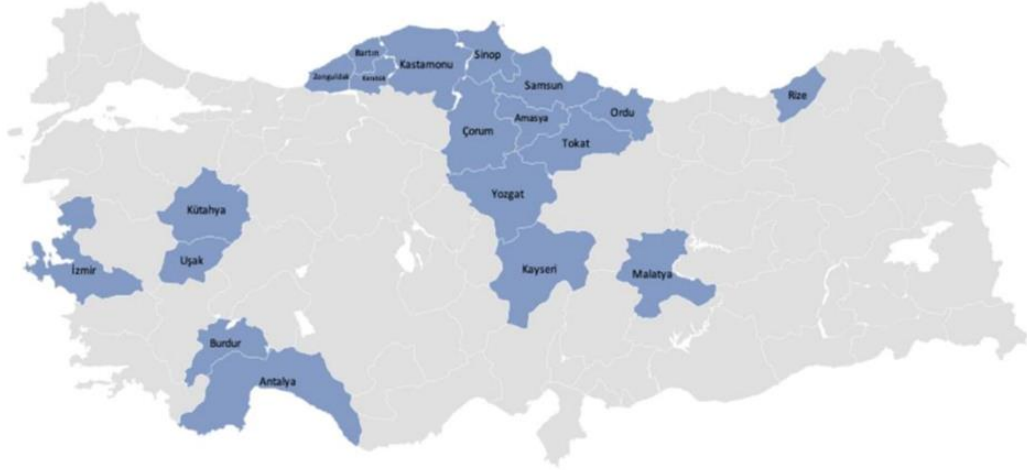 Bartın
Sinop
Kastamonu
Zonguldak
Karabük
Samsun
Rize
Ordu
Amasya
Çorum
Tokat
Yozgat
Kütahya
Uşak
İzmir
Kayseri
Malatya
Burdur
Antalya